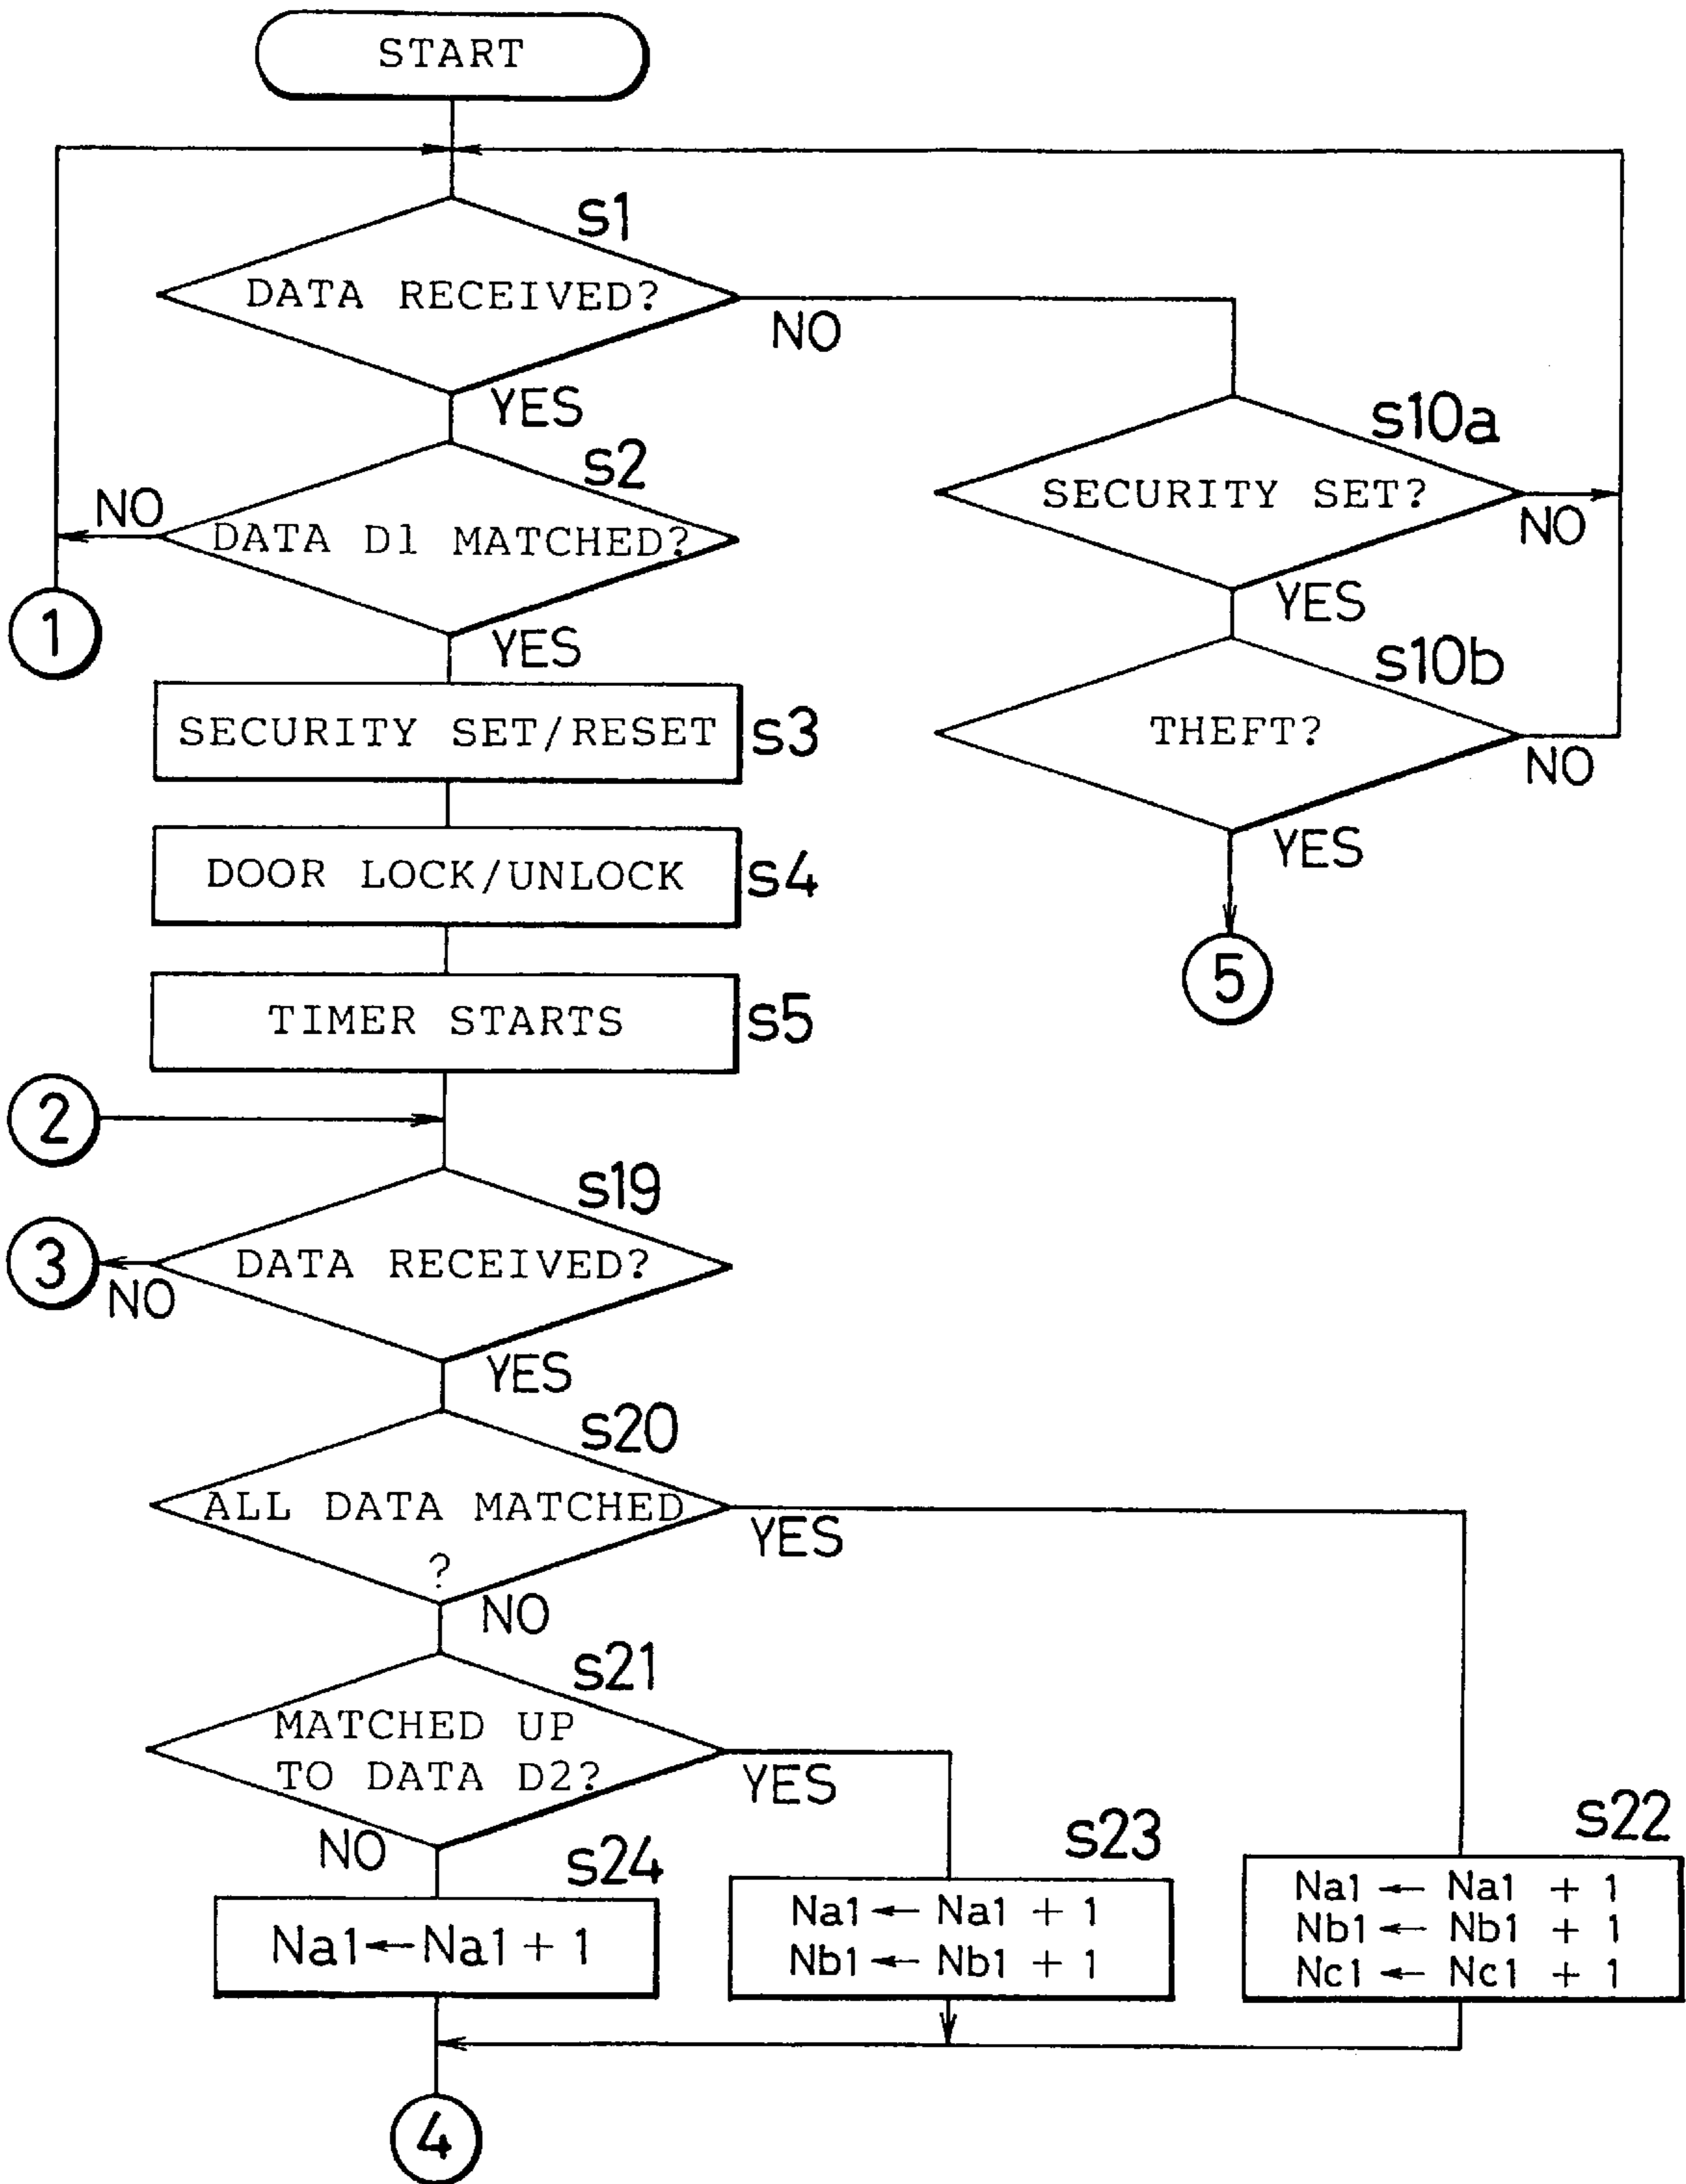 START
s1
DATA RECEIVED?
NO
YES
s10a
SECURITY SET?
NO
YES
s2
NO
DATA D1 MATCHED?
YES
1
s10b
THEFT?
NO
YES
5
SECURITY SET/RESET
s3
DOOR LOCK/UNLOCK
s4
TIMER STARTS
s5
2
s19
3
DATA RECEIVED?
NO
YES
s20
ALL DATA MATCHED
?
YES
NO
s21
MATCHED UP
TO DATA D2?
YES
NO
s24
Na1 ← Na1 + 1
s23
Na1 ← Na1 + 1
Nb1 ← Nb1 + 1
s22
Na1 ← Na1 + 1
Nb1 ← Nb1 + 1
Nc1 ← Nc1 + 1
4